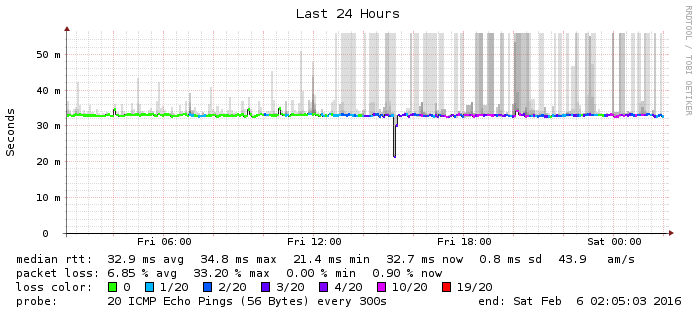 Last 24 Hours
RRDTOOL / TOBI OETIKER
Seconds
50 m
40 m
30 m
20 m
10 m
0
Fri 06:00 Fri 12:00 Fri 18:00 Sat 00:00
median rtt: 32.9 ms avg 34.8 ms max 21.4 ms min 32.7 ms now 0.8 ms sd 43.9 am/s
packet loss: 6.85 % avg 33.20 % max 0.00 % min 0.90 % now
loss color: 0 1/20 2/20 3/20 4/20 10/20 19/20
probe: 20 ICMP Echo Pings (56 Bytes) every 300s end: Sat Feb 6 02:05:03 2016